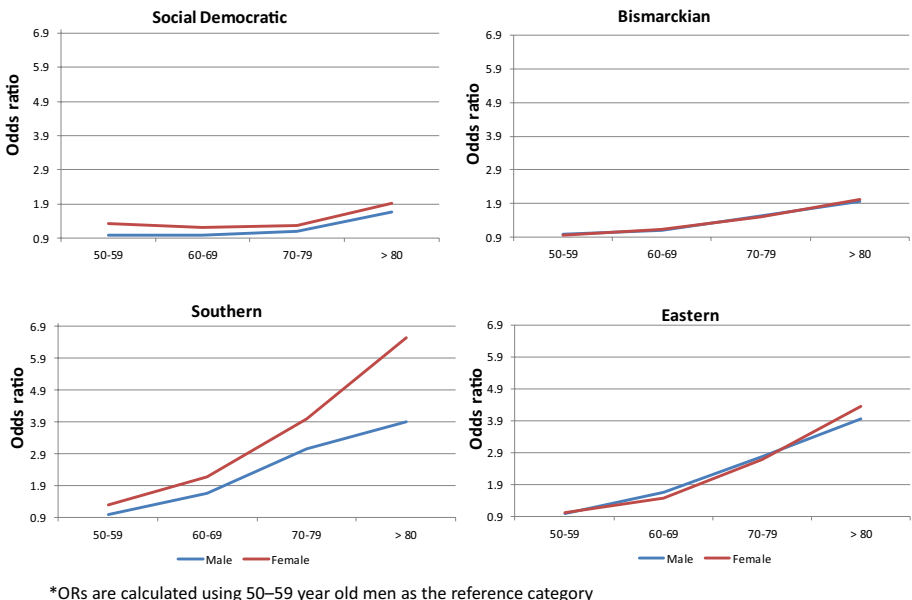 Social Democratic
6.9
5.9
4.9
3.9
2.9
1.9
0.9
Odds ratio
50-59 60-69 70-79 > 80
Bismarckian
6.9
5.9
4.9
3.9
2.9
1.9
0.9
Odds ratio
50-59 60-69 70-79 > 80
Southern
6.9
5.9
4.9
3.9
2.9
1.9
0.9
Odds ratio
50-59 60-69 70-79 > 80
Male Female
Eastern
6.9
5.9
4.9
3.9
2.9
1.9
0.9
Odds ratio
50-59 60-69 70-79 > 80
Male Female
*ORs are calculated using 50–59 year old men as the reference category